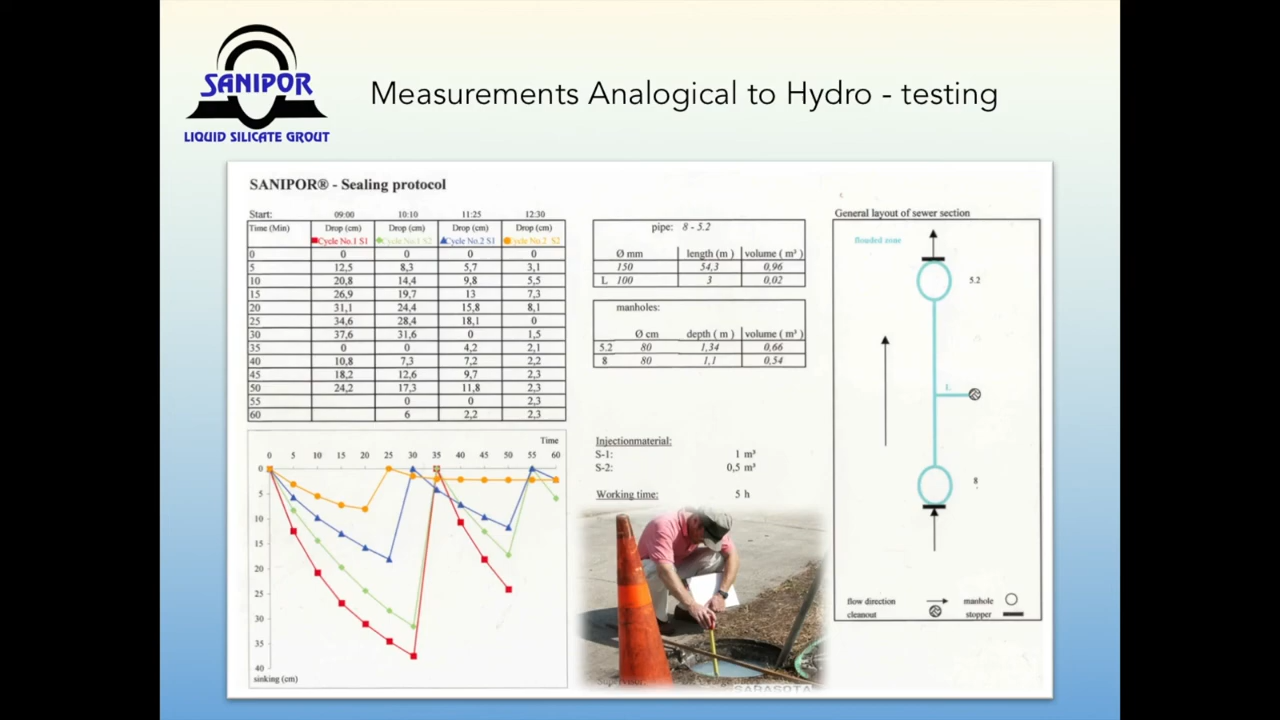 SANIPOR
LIQUID SILICATE GROUT
Measurements Analogical to Hydro - testing
SANIPOR® - Sealing protocol
Start: 09:00 10:10 11:25 12:30
Time (Min) Drop (cm) Drop (cm) Drop (cm) Drop (cm)
Cycle No.1 S1 Cycle No.1 S2 Cycle No.2 S1 Cycle No.2 S2
0 0 0 0 0
5 12,5 8,3 5,7 3,1
10 20,8 14,4 9,8 5,5
15 26,9 19,7 13 7,3
20 31,1 24,4 15,8 8,1
25 34,6 28,4 18,1 0
30 37,6 31,6 0 1,5
35 0 0 4,2 2,1
40 10,8 7,3 7,2 2,2
45 18,2 12,6 9,7 2,3
50 24,2 17,3 11,8 2,3
55 0 0 2,3
60 6 2,2 2,3
Time
0 5 10 15 20 25 30 35 40 45 50 55 60
0
5
10
15
20
25
30
35
40
sinking (cm)
pipe: 8 - 5.2
Ø mm length (m) volume (m³)
150 54,3 0,96
L 100 3 0,02
manholes:
Ø cm depth (m) volume (m³)
5.2 80 1,34 0,66
8 80 1,1 0,54
Injectionmaterial:
S-1: 1 m³
S-2: 0,5 m³
Working time: 5 h
SARASOTA
General layout of sewer section
flouded zone
5.2
L
8
flow direction manhole
cleanout stopper